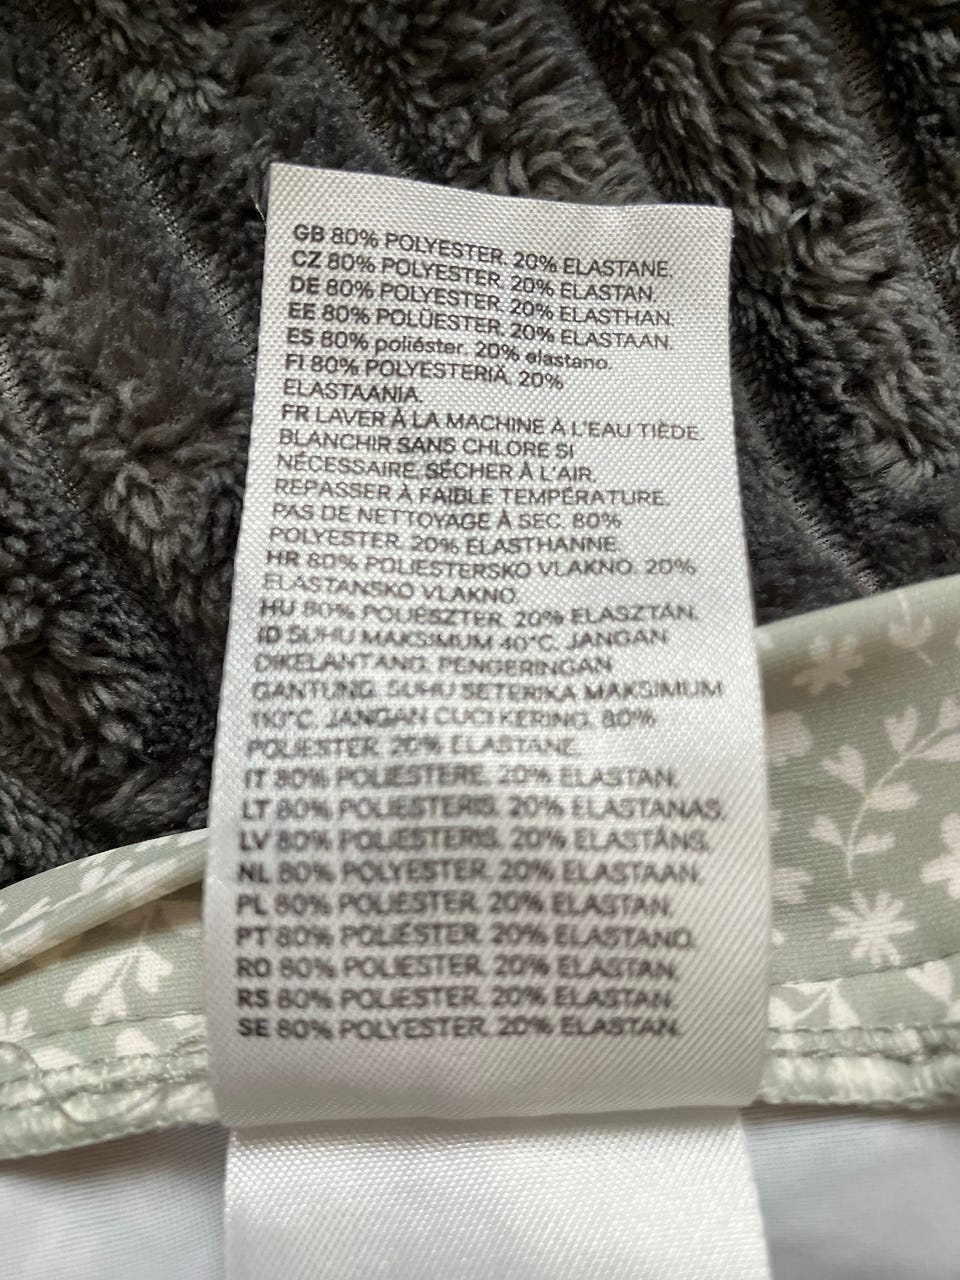 GB 80% POLYESTER. 20% ELASTANE.
CZ 80% POLYESTER. 20% ELASTAN.
DE 80% POLYESTER. 20% ELASTHAN.
EE 80% POLÜESTER. 20% ELASTAAN.
ES 80% poliéster. 20% elastano.
FI 80% POLYESTERIÄ. 20%
ELASTAANIA.
FR LAVER À LA MACHINE À L'EAU TIÈDE.
BLANCHIR SANS CHLORE SI
NÉCESSAIRE. SÉCHER À L'AIR.
REPASSER À FAIBLE TEMPÉRATURE.
PAS DE NETTOYAGE À SEC. 80%
POLYESTER. 20% ELASTHANNE.
HR 80% POLIESTERSKO VLAKNO. 20%
ELASTANSKO VLAKNO.
HU 80% POLIÉSZTER. 20% ELASZTÁN.
ID SUHU MAKSIMUM 40°C. JANGAN
DIKELANTANG. PENGERINGAN
GANTUNG. SUHU SETERIKA MAKSIMUM
110°C. JANGAN CUCI KERING. 80%
POLIESTER. 20% ELASTANE.
IT 80% POLIESTERE. 20% ELASTAN.
LT 80% POLIESTERIS. 20% ELASTANAS.
LV 80% POLIESTERIS. 20% ELASTĀNS.
NL 80% POLYESTER. 20% ELASTAAN.
PL 80% POLIESTER. 20% ELASTAN.
PT 80% POLIÉSTER. 20% ELASTANO.
RO 80% POLIESTER. 20% ELASTAN.
RS 80% POLIESTER. 20% ELASTAN.
SE 80% POLYESTER. 20% ELASTAN.